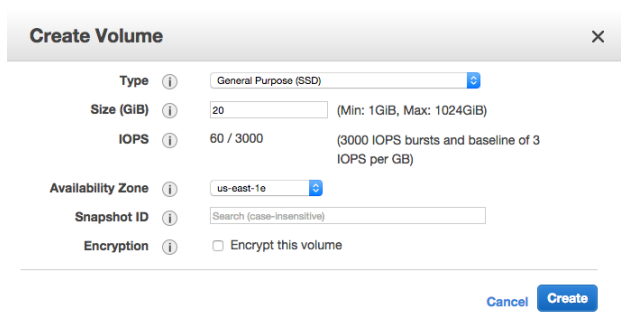 Create Volume ×
Type i General Purpose (SSD)
Size (GiB) i 20 (Min: 1GiB, Max: 1024GiB)
IOPS i 60 / 3000 (3000 IOPS bursts and baseline of 3
IOPS per GB)
Availability Zone i us-east-1e
Snapshot ID i Search (case-insensitive)
Encryption i Encrypt this volume
Cancel Create